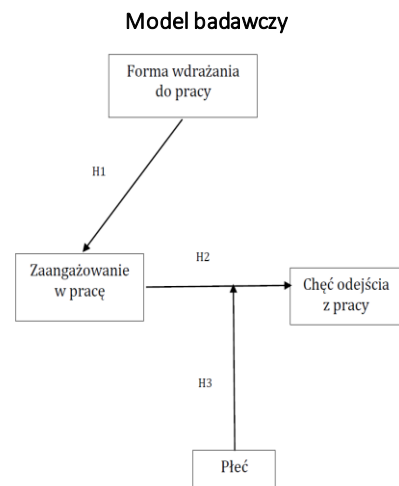 Model badawczy
Forma wdrażania
do pracy
H1
Zaangażowanie
w pracę
H2
Chęć odejścia
z pracy
H3
Płeć